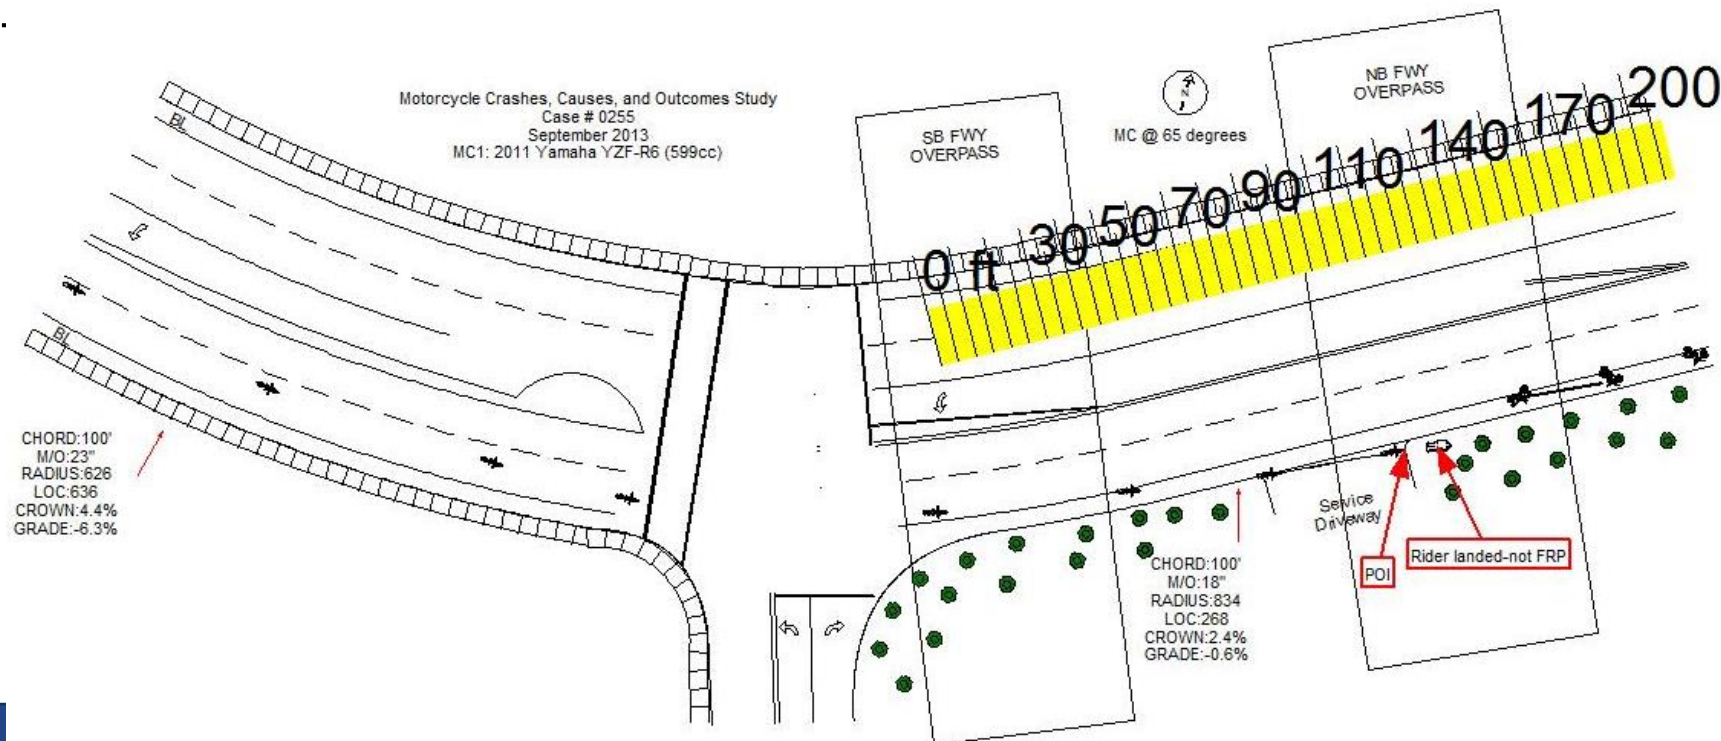 Motorcycle Crashes, Causes, and Outcomes Study
Case # 0255
September 2013
MC1: 2011 Yamaha YZF-R6 (599cc)
BL
BL
SB FWY
OVERPASS
N
MC @ 65 degrees
NB FWY
OVERPASS
0 ft 30 50 70 90 110 140 170 200
CHORD:100'
M/O:23"
RADIUS:626
LOC:636
CROWN:4.4%
GRADE:-6.3%
CHORD:100'
M/O:18"
RADIUS:834
LOC:268
CROWN:2.4%
GRADE:-0.6%
Service
Driveway
POI
Rider landed-not FRP